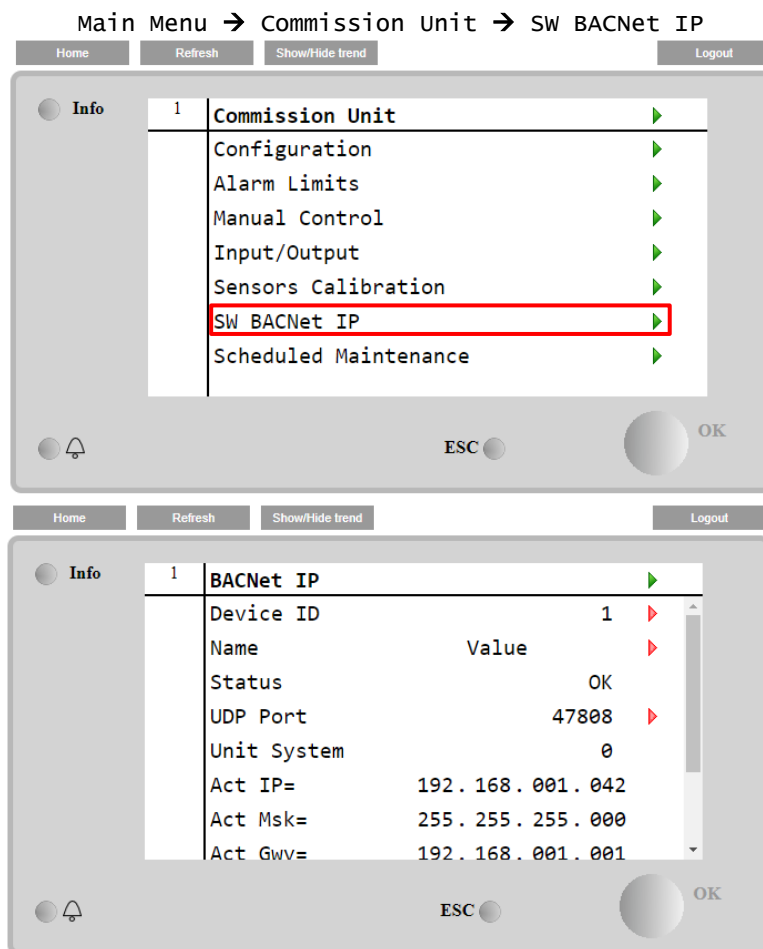 Main Menu → Commission Unit → SW BACNet IP
Home Refresh Show/Hide trend Logout
Info 1 Commission Unit
Configuration
Alarm Limits
Manual Control
Input/Output
Sensors Calibration
SW BACNet IP
Scheduled Maintenance
ESC OK
Home Refresh Show/Hide trend Logout
Info 1 BACNet IP
Device ID 1
Name Value
Status OK
UDP Port 47808
Unit System 0
Act IP= 192.168.001.042
Act Msk= 255.255.255.000
Act Gwy= 192.168.001.001
ESC OK